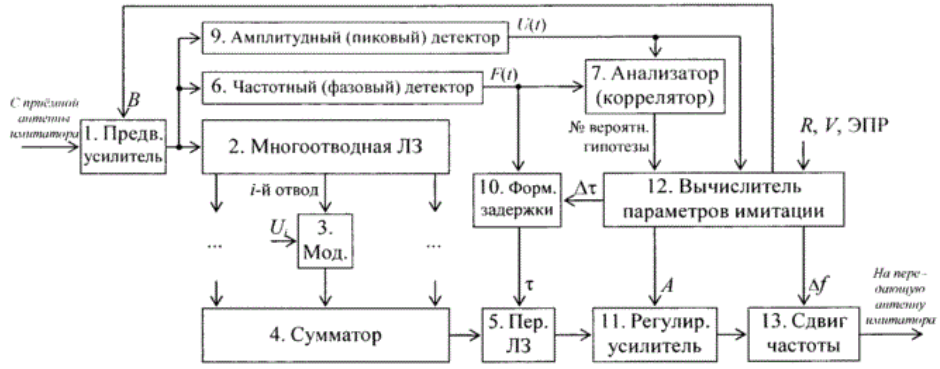 U(t)
9. Амплитудный (пиковый) детектор
6. Частотный (фазовый) детектор
F(t)
7. Анализатор
(коррелятор)
С приёмной
антенны
имитатора
B
1. Предв.
усилитель
2. Многоотводная ЛЗ
№ вероятн.
гипотезы
R, V, ЭПР
i-й отвод
10. Форм.
задержки
Δτ
12. Вычислитель
параметров имитации
...
U_i
3.
Мод.
...
τ
A
Δf
На пере-
дающую
антенну
имитатора
4. Сумматор
5. Пер.
ЛЗ
11. Регулир.
усилитель
13. Сдвиг
частоты